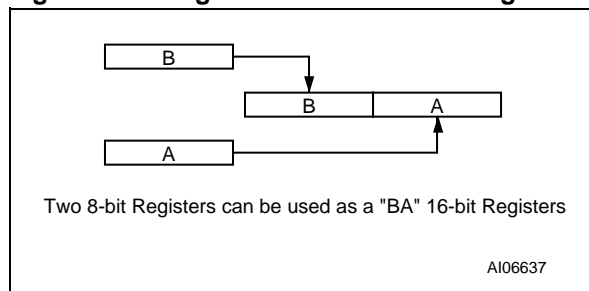 B
B A
A
Two 8-bit Registers can be used as a "BA" 16-bit Registers
AI06637